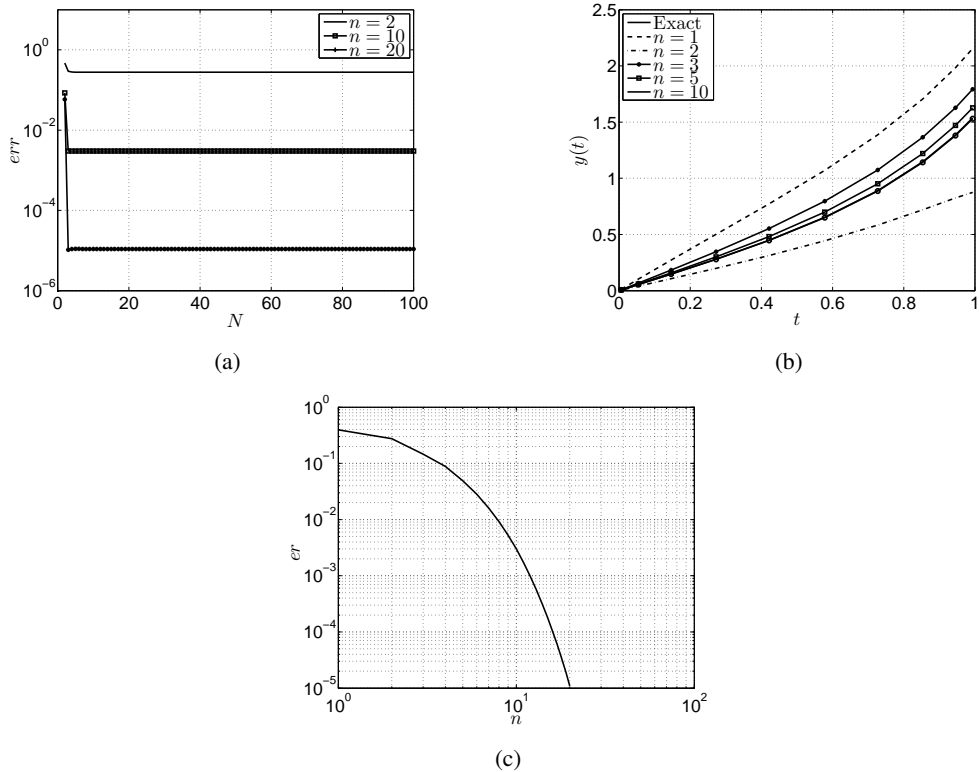 n = 2
n = 10
n = 20
10^0
10^-2
10^-4
10^-6
err
0 20 40 60 80 100
N
(a)
Exact
n = 1
n = 2
n = 3
n = 5
n = 10
2.5
2
1.5
1
0.5
0
y(t)
0 0.2 0.4 0.6 0.8 1
t
(b)
10^0
10^-1
10^-2
10^-3
10^-4
10^-5
er
10^0 10^1 10^2
n
(c)